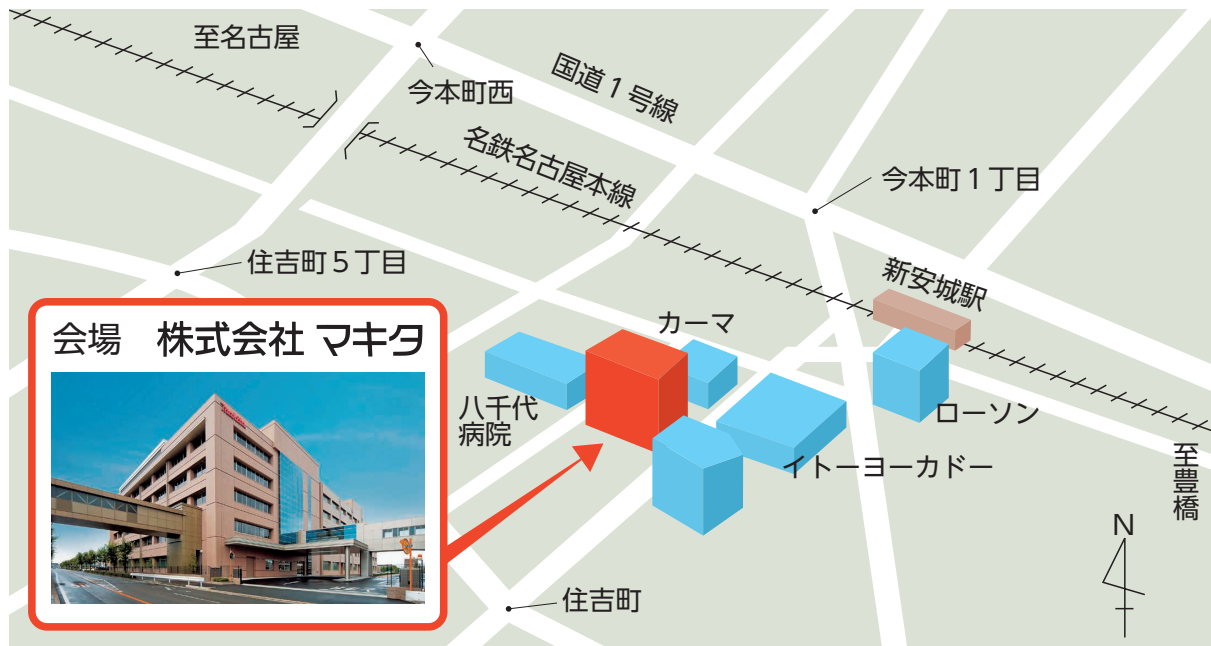 至名古屋
今本町西
国道1号線
名鉄名古屋本線
今本町1丁目
住吉町5丁目
新安城駅
会場 株式会社 マキタ
カーマ
八千代
病院
ローソン
イトーヨーカドー
至豊橋
N
住吉町